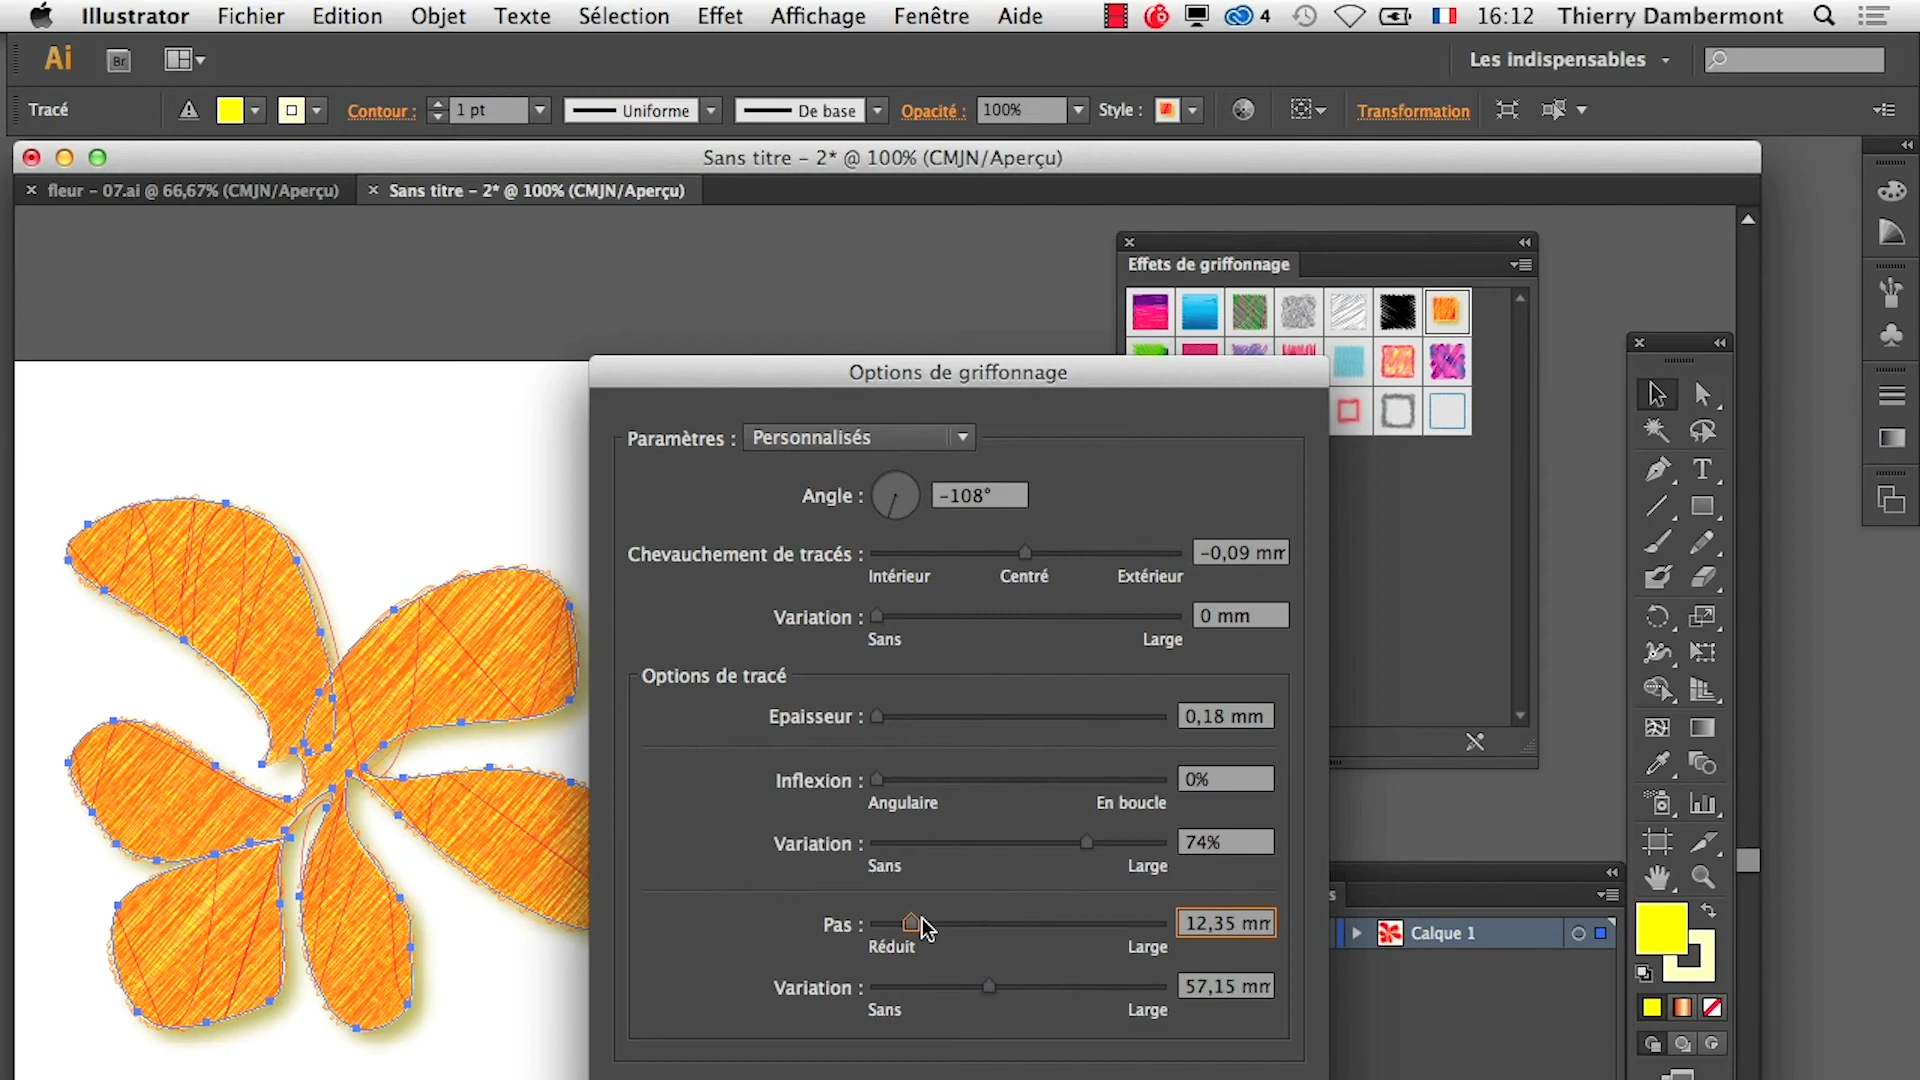 Illustrator Fichier Edition Objet Texte Sélection Effet Affichage Fenêtre Aide 4 16:12 Thierry Dambermont
Ai Br Les indispensables
Tracé Contour : 1 pt Uniforme De base Opacité : 100% Style : Transformation
Sans titre - 2* @ 100% (CMJN/Aperçu)
fleur - 07.ai @ 66,67% (CMJN/Aperçu) Sans titre - 2* @ 100% (CMJN/Aperçu)
Effets de griffonnage
Options de griffonnage
Paramètres : Personnalisés
Angle : -108°
Chevauchement de tracés : -0,09 mm
Intérieur Centré Extérieur
Variation : 0 mm
Sans Large
Options de tracé
Epaisseur : 0,18 mm
Inflexion : 0%
Angulaire En boucle
Variation : 74%
Sans Large
Pas : 12,35 mm
Réduit Large
Variation : 57,15 mm
Sans Large
s
Calque 1
T